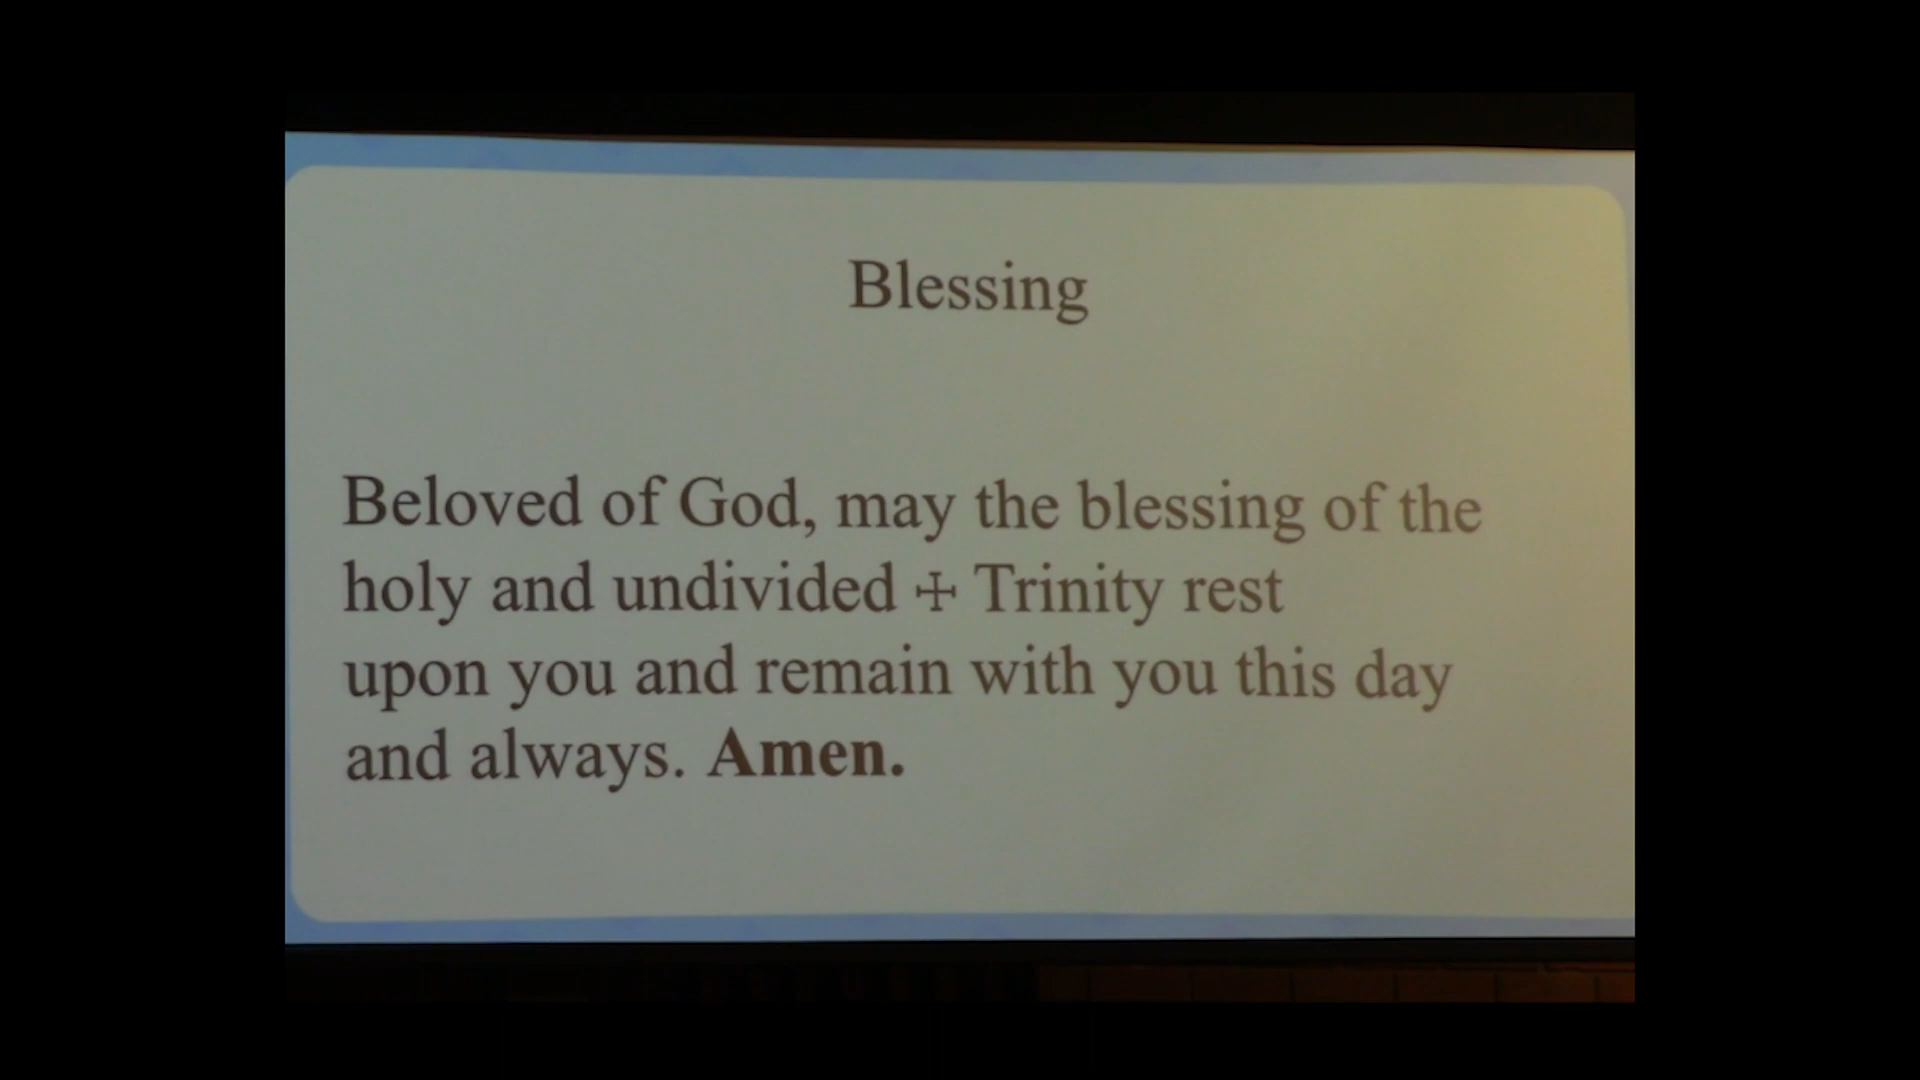 Blessing
Beloved of God, may the blessing of the
holy and undivided ☩ Trinity rest
upon you and remain with you this day
and always. Amen.